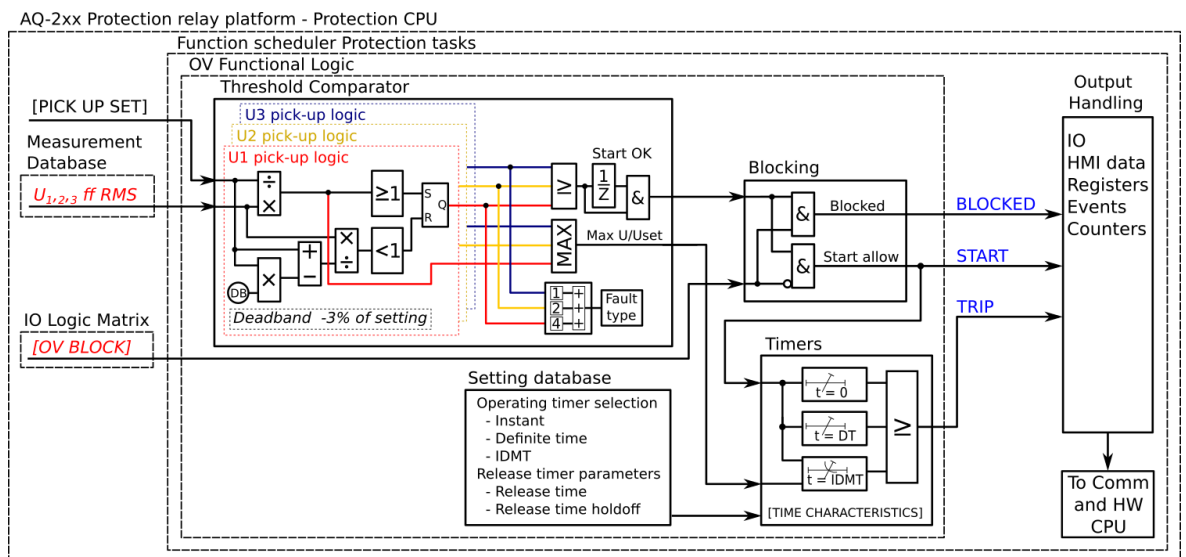 AQ-2xx Protection relay platform - Protection CPU
Function scheduler Protection tasks
OV Functional Logic
Threshold Comparator
[PICK UP SET]
Measurement
Database
U1,2,3 ff RMS
IO Logic Matrix
[OV BLOCK]
U3 pick-up logic
U2 pick-up logic
U1 pick-up logic
÷
×
≥1
S
Q
R
×
÷
<1
+
−
×
DB
Deadband -3% of setting
≥
Start OK
1
Z
&
MAX
Max U/Uset
1 +
2 +
4 +
Fault
type
Blocking
&
Blocked
&
Start allow
BLOCKED
START
TRIP
Output
Handling
IO
HMI data
Registers
Events
Counters
To Comm
and HW
CPU
Setting database
Operating timer selection
- Instant
- Definite time
- IDMT
Release timer parameters
- Release time
- Release time holdoff
Timers
t = 0
t = DT
t = IDMT
≥
[TIME CHARACTERISTICS]